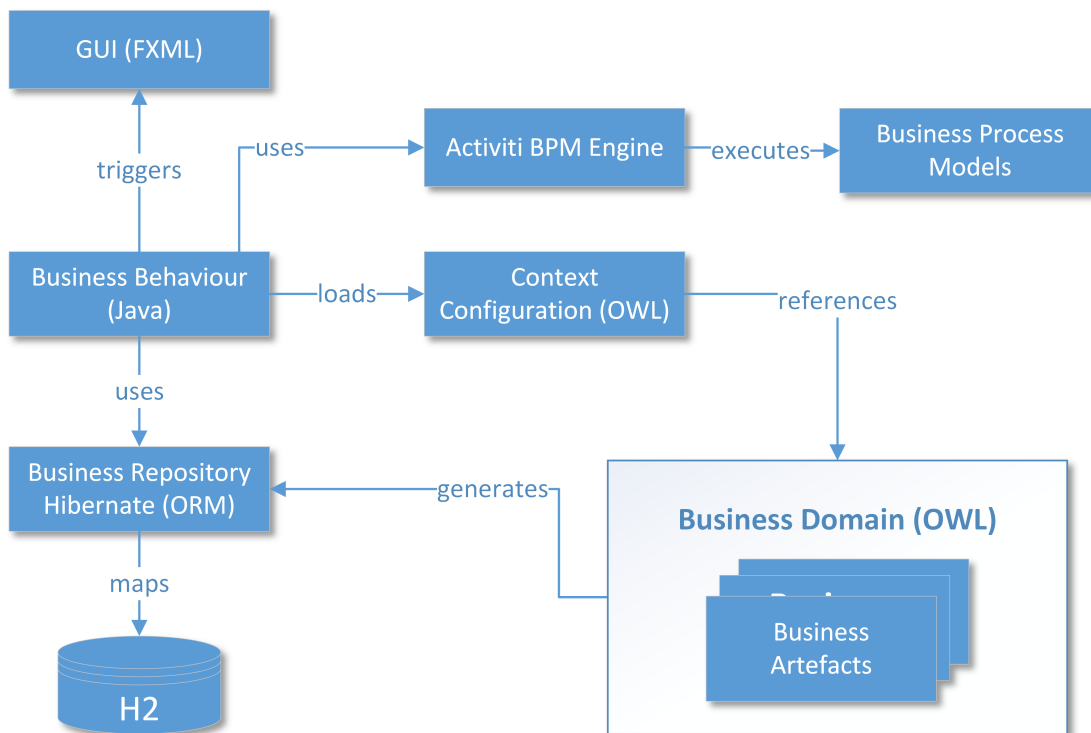 GUI (FXML)
triggers
uses
Activiti BPM Engine
executes
Business Process
Models
Business Behaviour
(Java)
loads
Context
Configuration (OWL)
references
uses
Business Repository
Hibernate (ORM)
generates
Business Domain (OWL)
maps
Business
Artefacts
H2